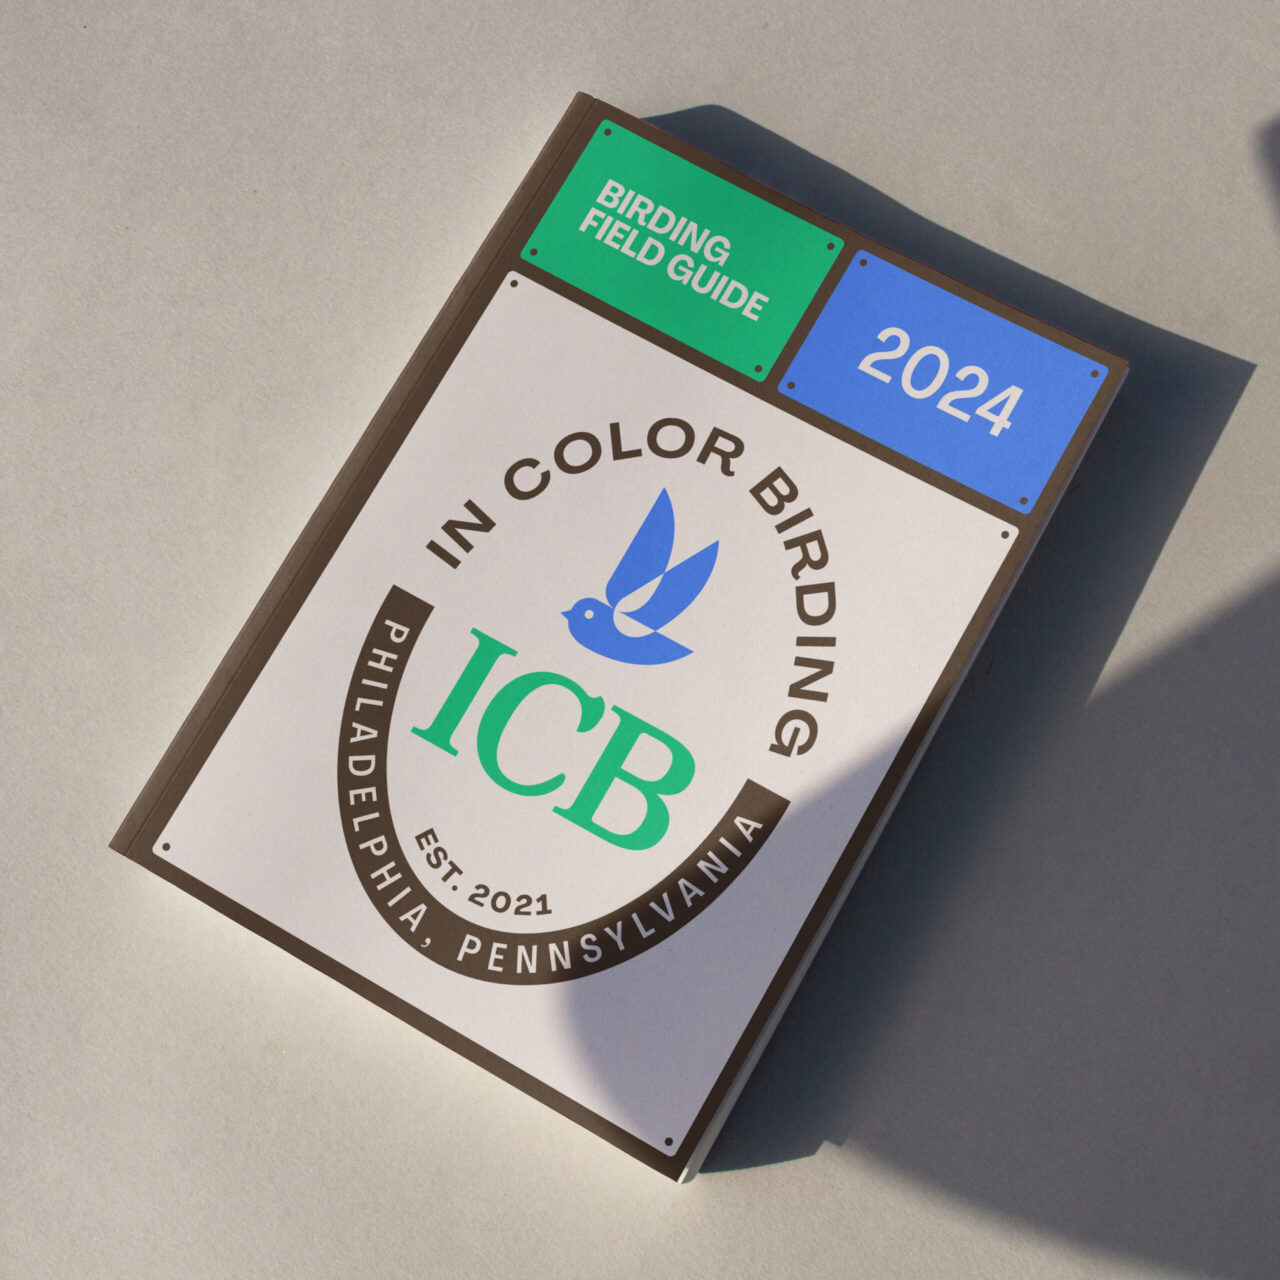 BIRDING
FIELD GUIDE
2024
IN COLOR BIRDING
ICB
EST. 2021
PHILADELPHIA, PENNSYLVANIA